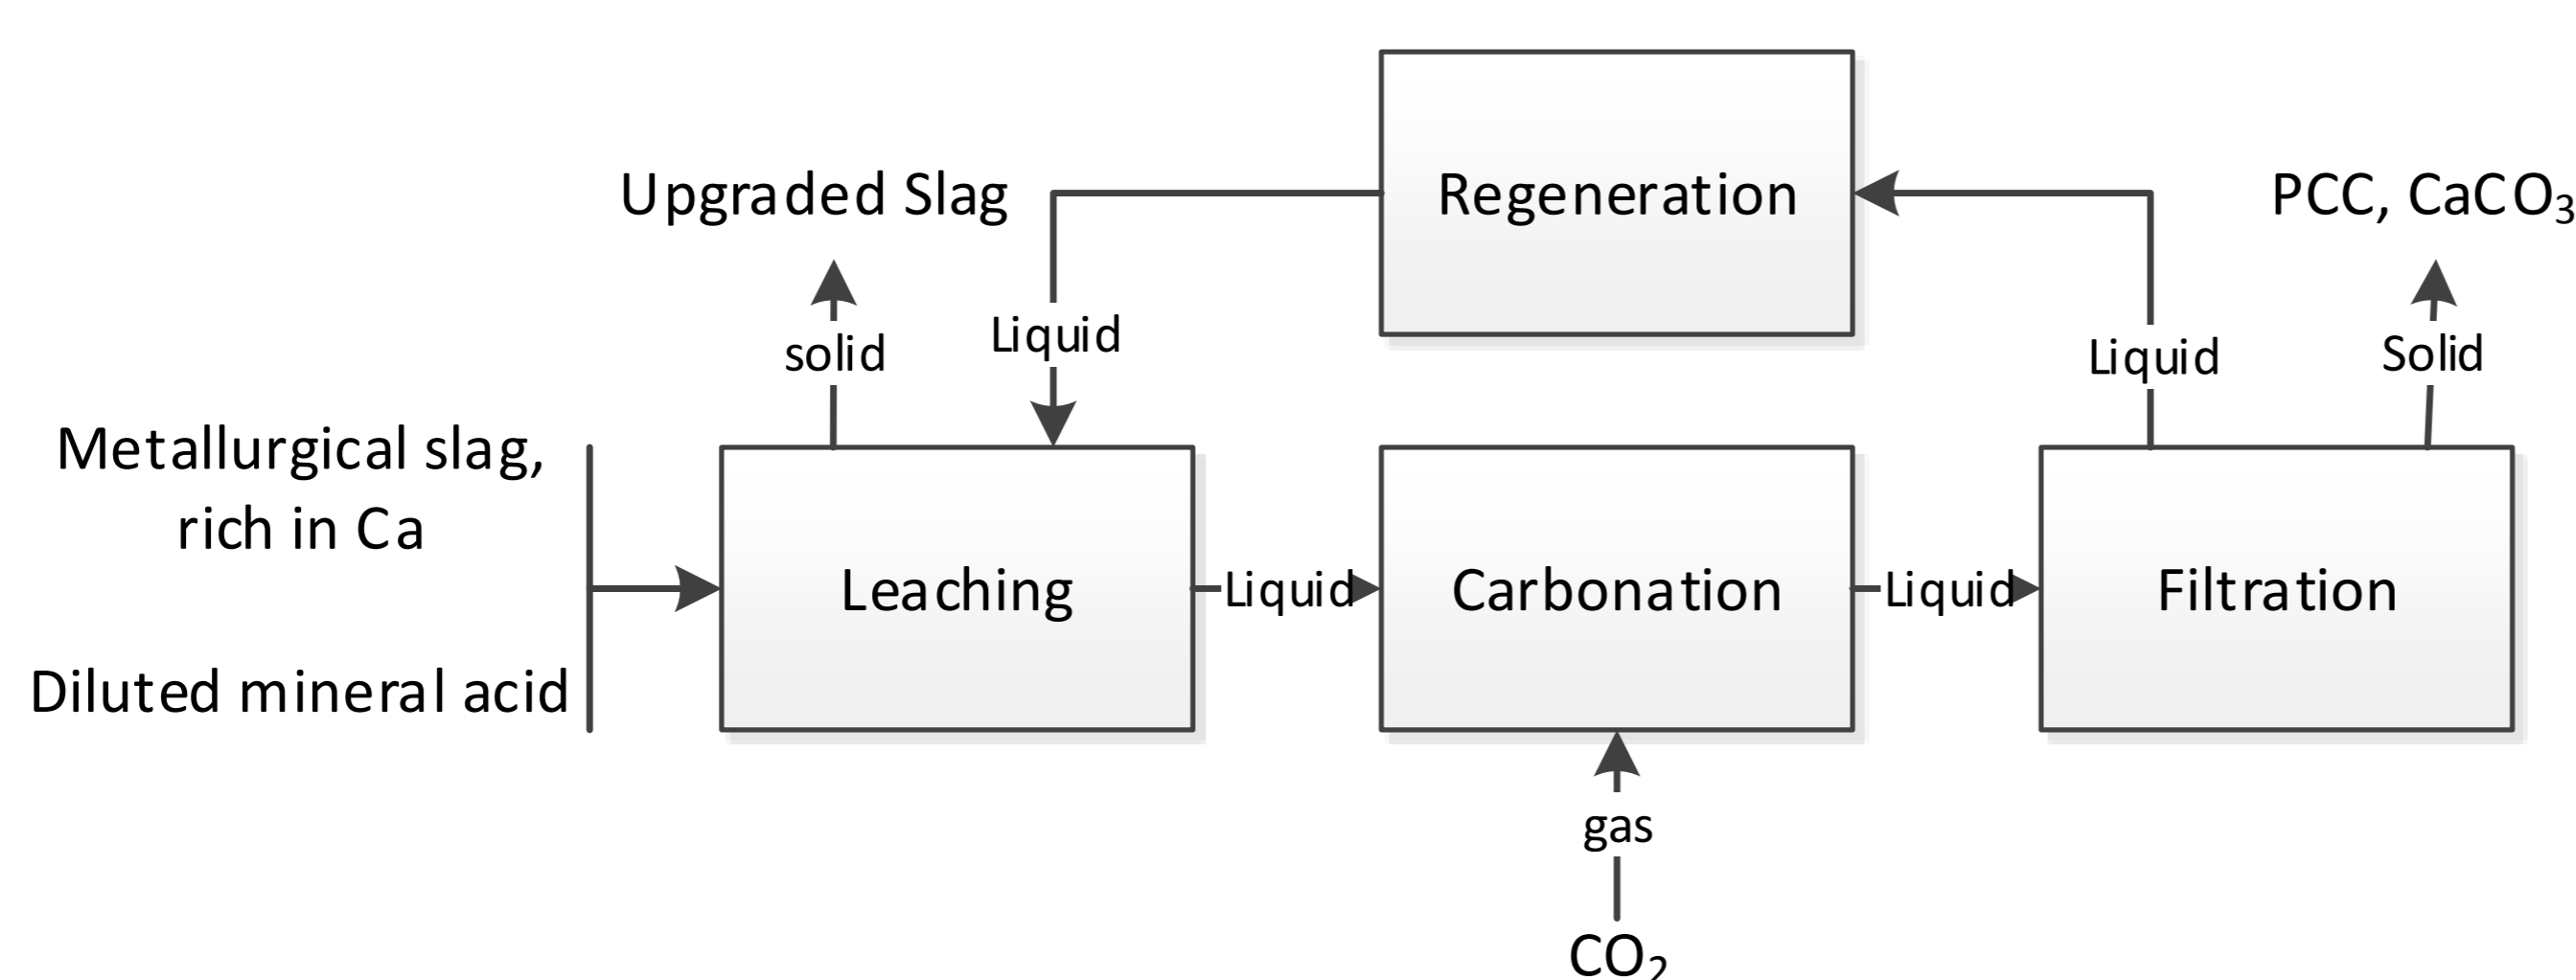 Regeneration
Upgraded Slag
PCC, CaCO₃
solid
Liquid
Liquid
Solid
Metallurgical slag,
rich in Ca
Diluted mineral acid
Leaching
Liquid
Carbonation
Liquid
Filtration
gas
CO₂